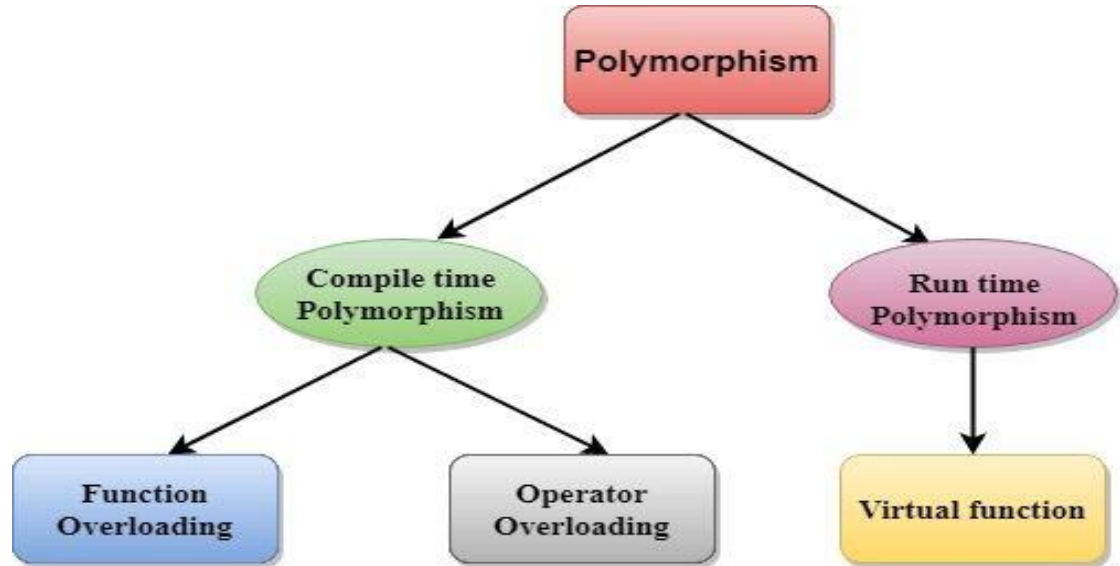 Polymorphism
Compile time
Polymorphism
Run time
Polymorphism
Function
Overloading
Operator
Overloading
Virtual function